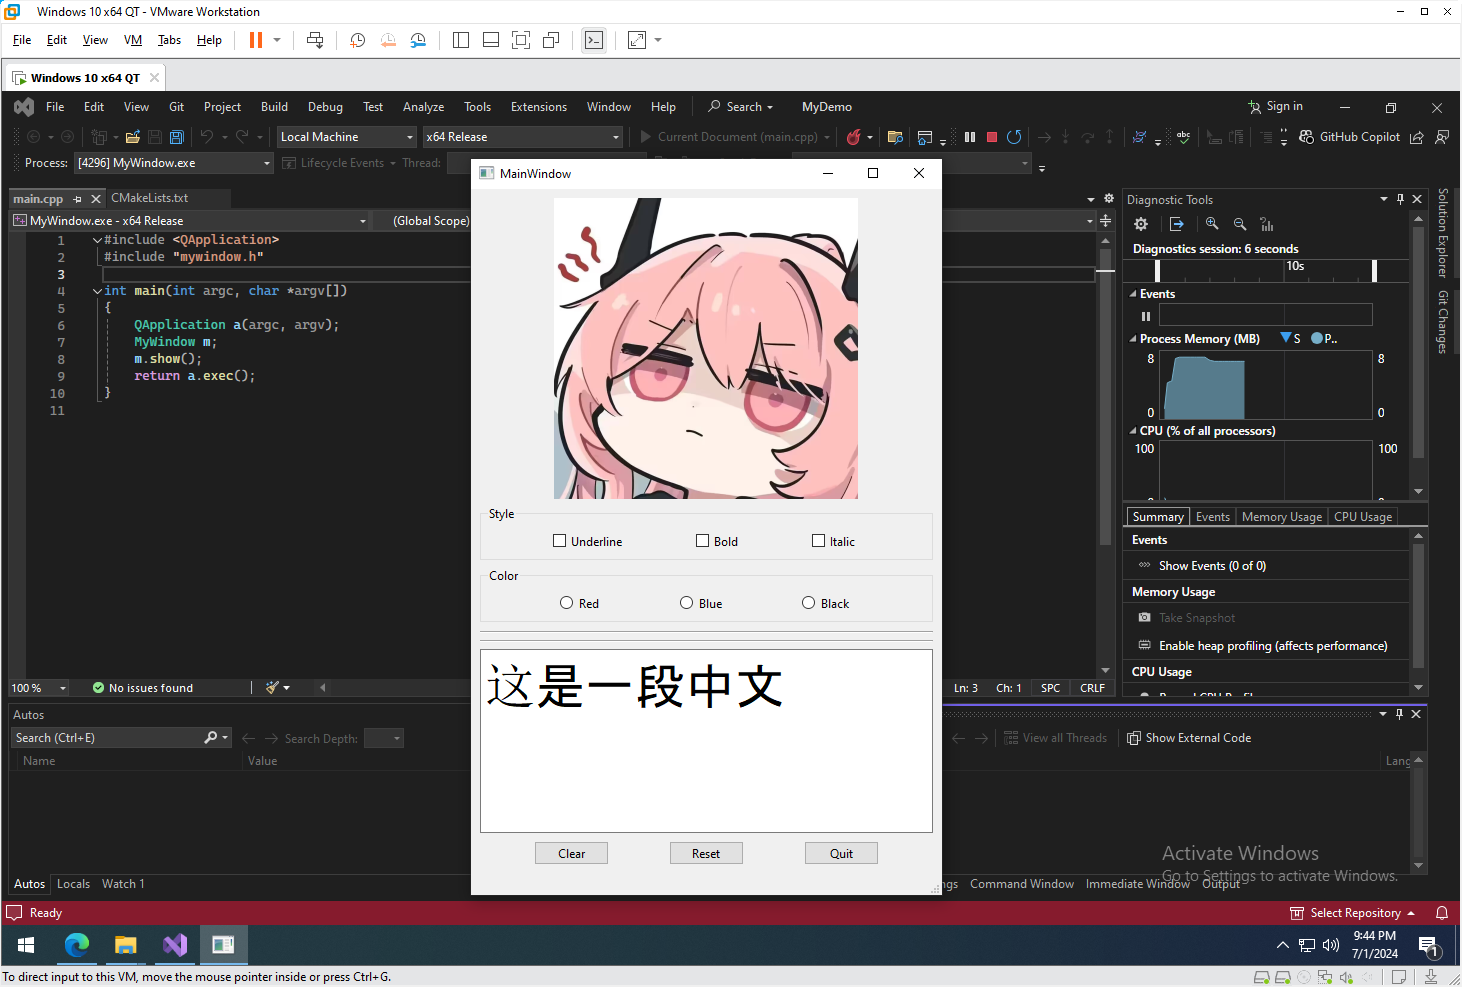 Windows 10 x64 QT - VMware Workstation
File Edit View VM Tabs Help
Windows 10 x64 QT
File Edit View Git Project Build Debug Test Analyze Tools Extensions Window Help Search MyDemo Sign in
Local Machine x64 Release Current Document (main.cpp) GitHub Copilot
Process: [4296] MyWindow.exe Lifecycle Events Thread:
main.cpp CMakeLists.txt
MyWindow.exe - x64 Release (Global Scope)
1 #include <QApplication>
2 #include "mywindow.h"
3
4 int main(int argc, char *argv[])
5 {
6 QApplication a(argc, argv);
7 MyWindow m;
8 m.show();
9 return a.exec();
10 }
11
100 % No issues found Ln: 3 Ch: 1 SPC CRLF
MainWindow
Style
Underline Bold Italic
Color
Red Blue Black
这是一段中文
Clear Reset Quit
Diagnostic Tools
Diagnostics session: 6 seconds
10s
Events
Process Memory (MB) S P..
8 8
0 0
CPU (% of all processors)
100 100
Summary Events Memory Usage CPU Usage
Events
Show Events (0 of 0)
Memory Usage
Take Snapshot
Enable heap profiling (affects performance)
CPU Usage
Solution Explorer
Git Changes
Autos
Search (Ctrl+E) Search Depth:
Name Value
Autos Locals Watch 1
View all Threads Show External Code
Lang
Command Window Immediate Window Output
Activate Windows
Go to Settings to activate Windows.
Ready Select Repository
9:44 PM
7/1/2024
1
To direct input to this VM, move the mouse pointer inside or press Ctrl+G.